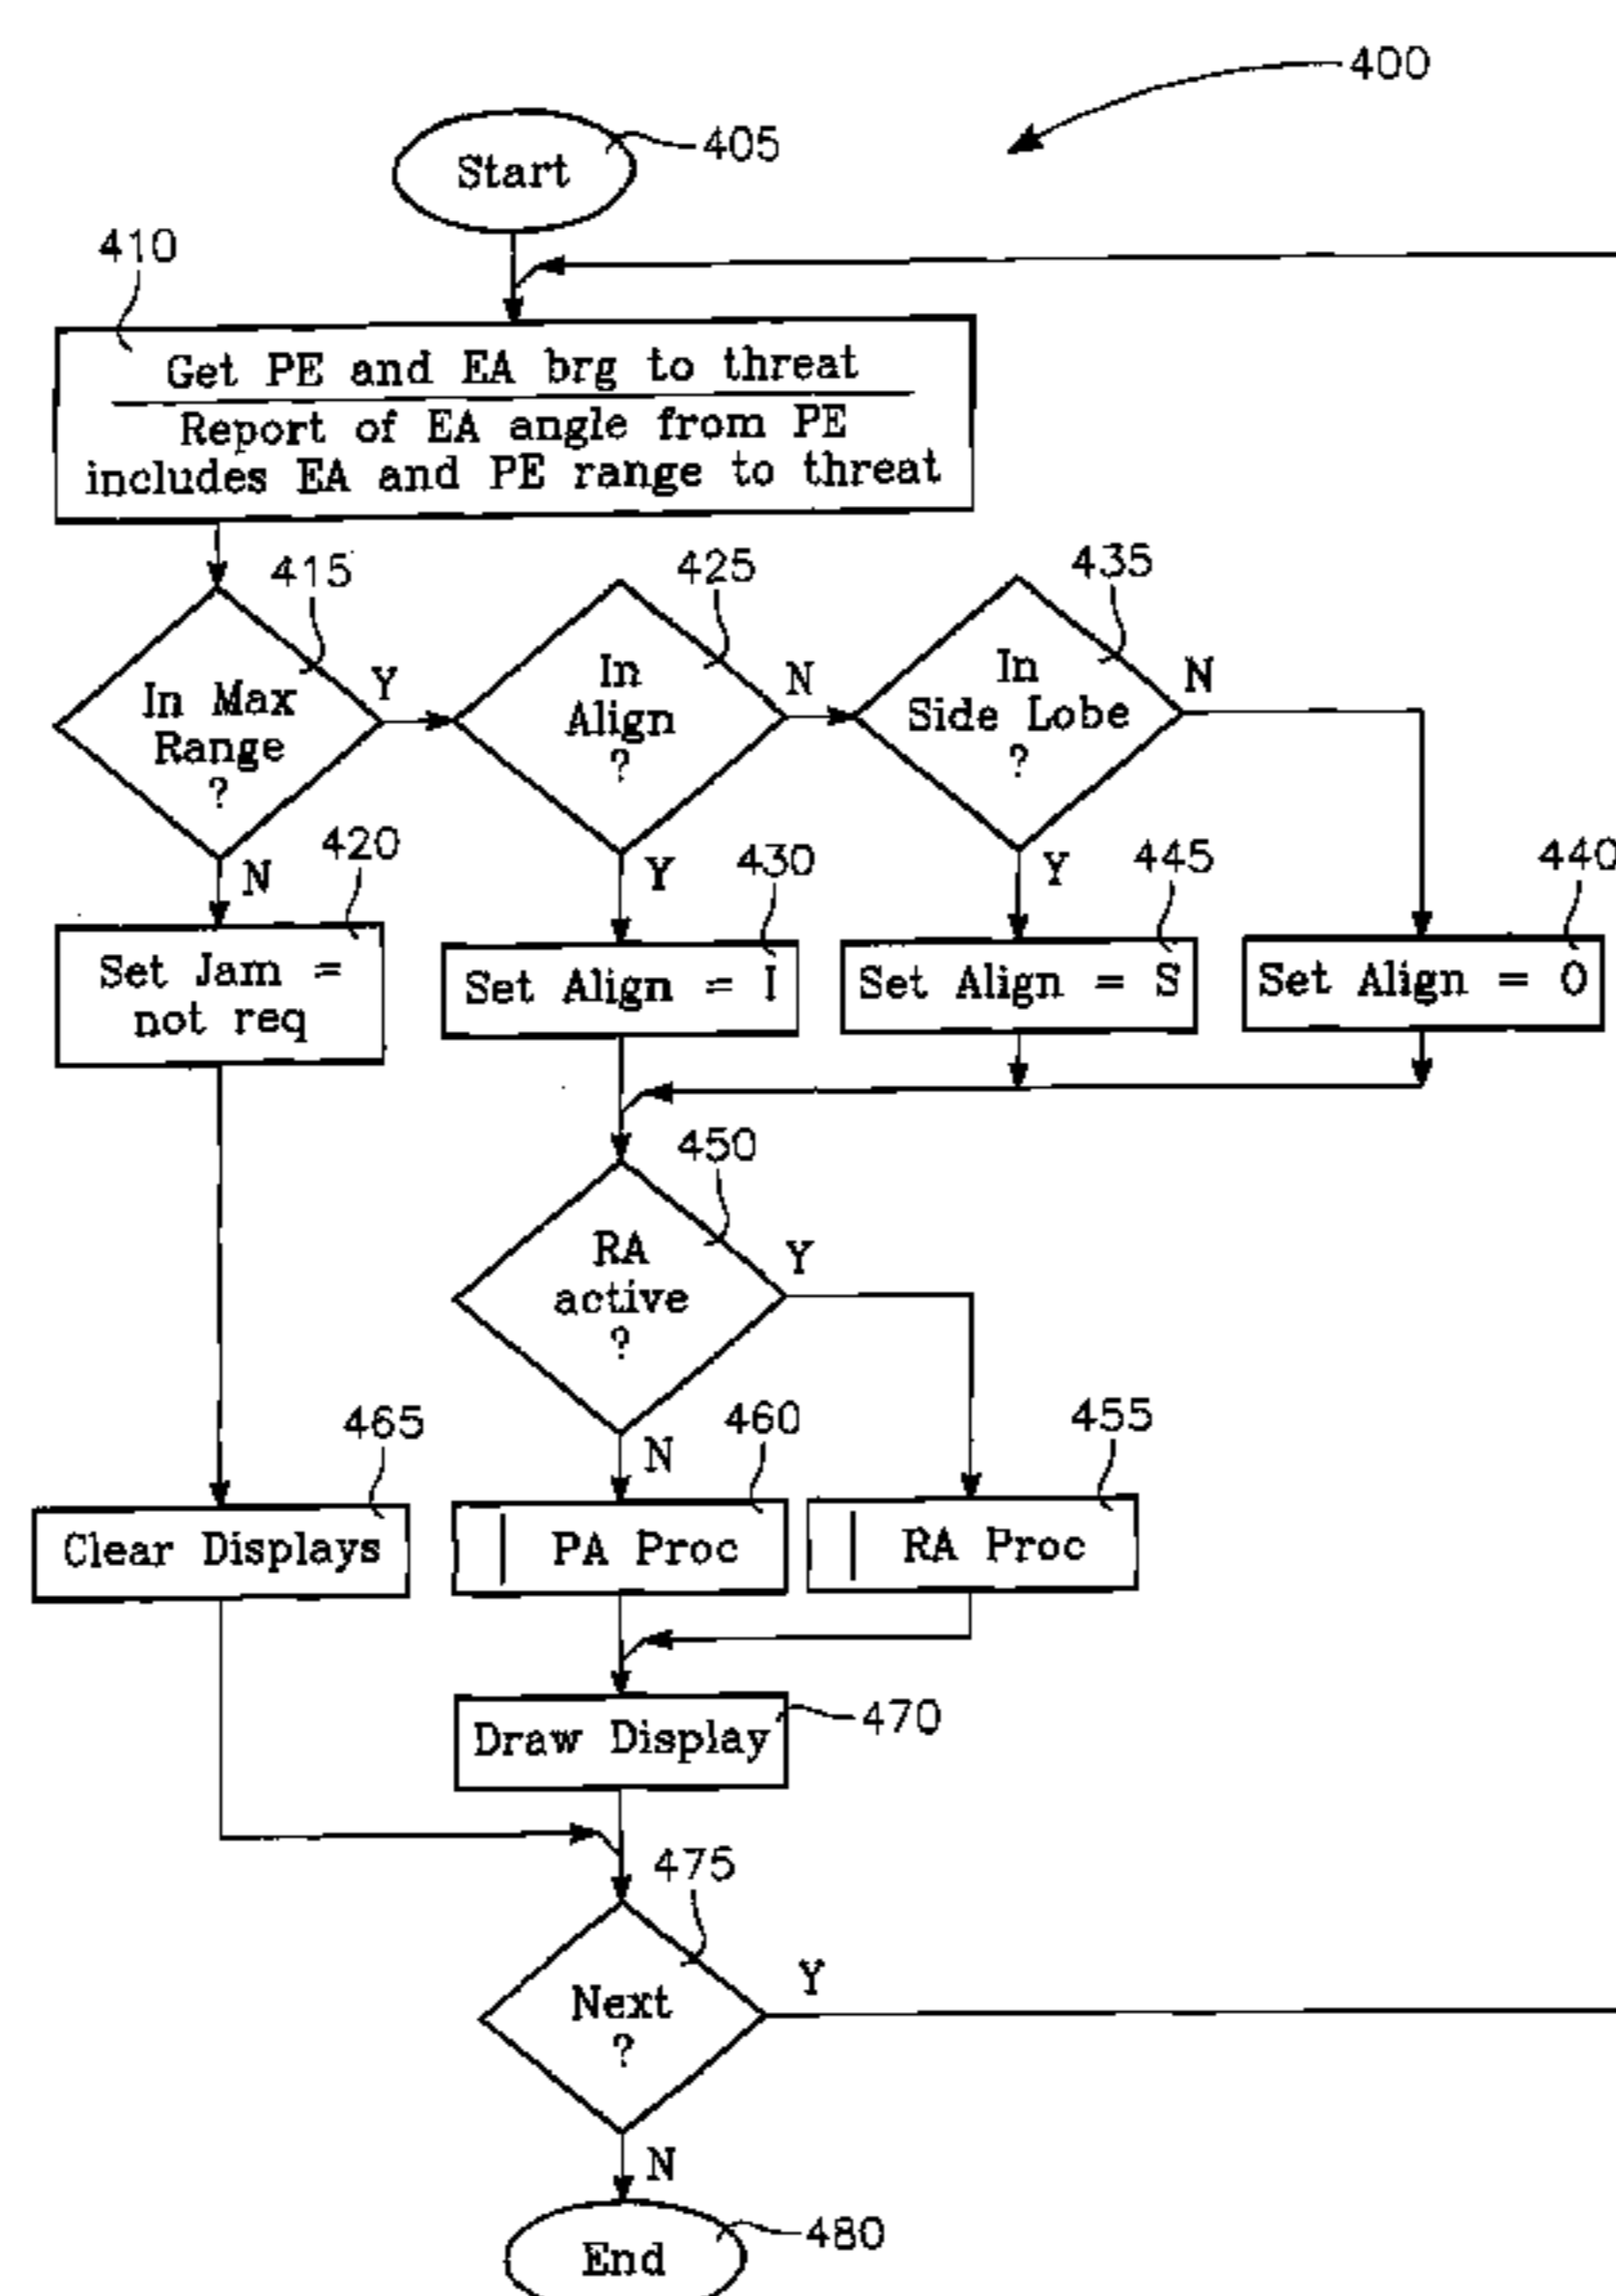 400
Start
405
410
Get PE and EA brg to threat
Report of EA angle from PE
includes EA and PE range to threat
415
425
435
In Max
Range
?
Y
N
In
Align
?
N
Y
In
Side Lobe
?
N
Y
420
430
445
440
Set Jam =
not req
Set Align = I
Set Align = S
Set Align = O
450
RA
active
?
Y
N
465
460
455
Clear Displays
PA Proc
RA Proc
Draw Display
470
475
Next
?
Y
N
End
480